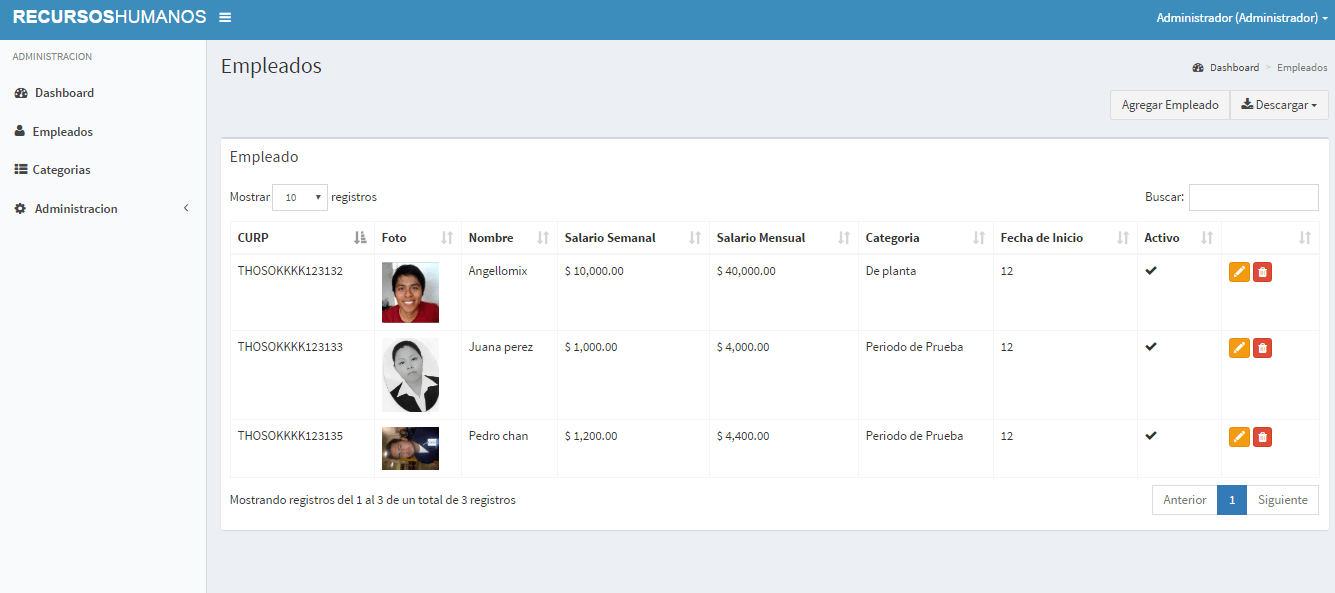 RECURSOSHUMANOS
Administrador (Administrador)
ADMINISTRACION
Dashboard
Empleados
Categorias
Administracion
Empleados
Dashboard > Empleados
Agregar Empleado
Descargar
Empleado
Mostrar 10 registros
Buscar:
CURP Foto Nombre Salario Semanal Salario Mensual Categoria Fecha de Inicio Activo
THOSOKKKK123132 Angellomix $ 10,000.00 $ 40,000.00 De planta 12
THOSOKKKK123133 Juana perez $ 1,000.00 $ 4,000.00 Periodo de Prueba 12
THOSOKKKK123135 Pedro chan $ 1,200.00 $ 4,400.00 Periodo de Prueba 12
Mostrando registros del 1 al 3 de un total de 3 registros
Anterior 1 Siguiente